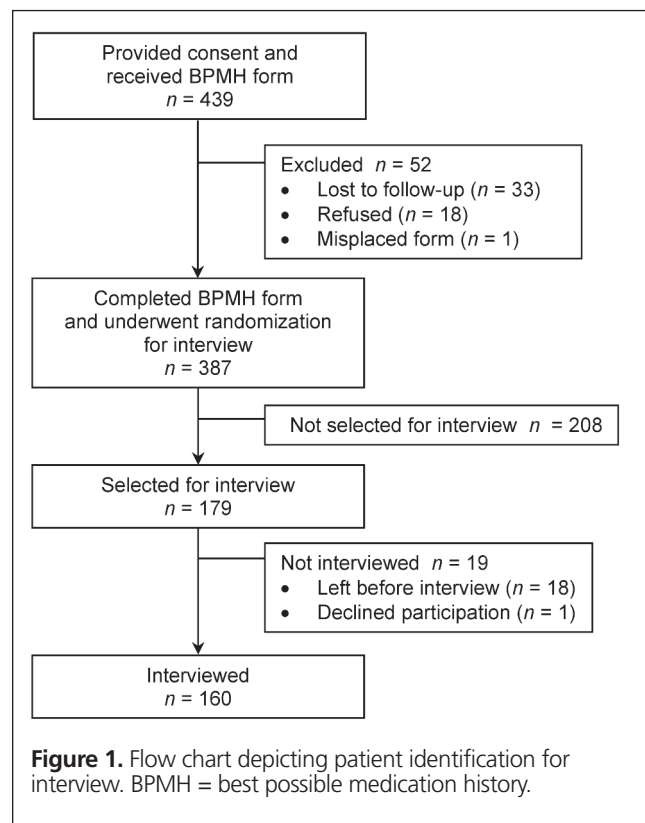 Provided consent and
received BPMH form
n = 439
Excluded n = 52
• Lost to follow-up (n = 33)
• Refused (n = 18)
• Misplaced form (n = 1)
Completed BPMH form
and underwent randomization
for interview
n = 387
Not selected for interview n = 208
Selected for interview
n = 179
Not interviewed n = 19
• Left before interview (n = 18)
• Declined participation (n = 1)
Interviewed
n = 160
Figure 1. Flow chart depicting patient identification for
interview. BPMH = best possible medication history.